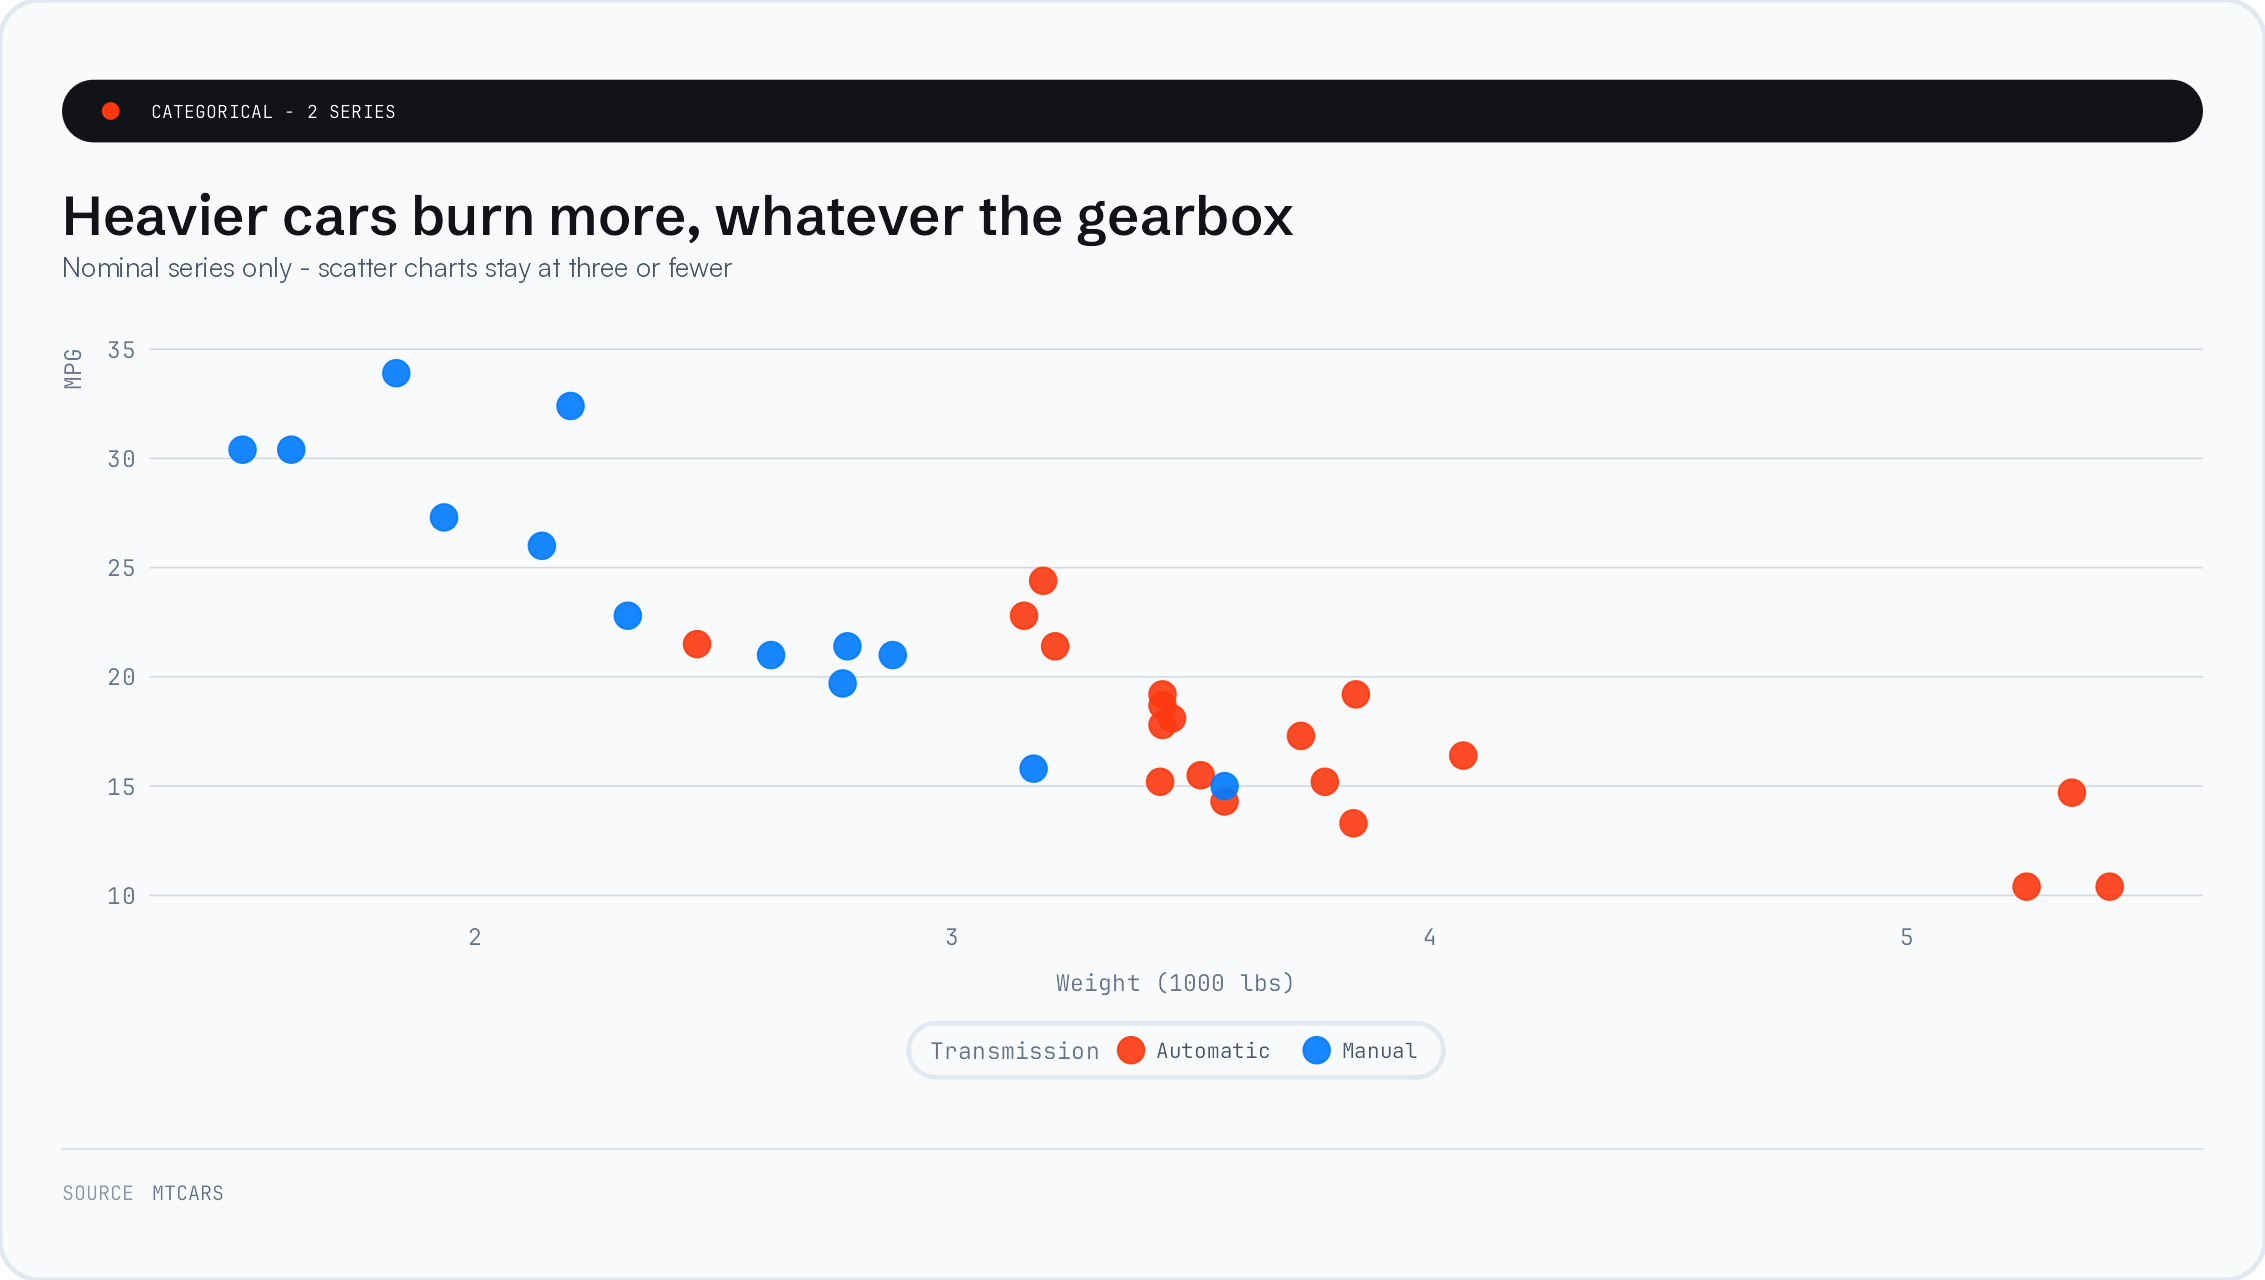 CATEGORICAL - 2 SERIES
Heavier cars burn more, whatever the gearbox
Nominal series only - scatter charts stay at three or fewer
MPG
35
30
25
20
15
10
2 3 4 5
Weight (1000 lbs)
Transmission Automatic Manual
SOURCE MTCARS